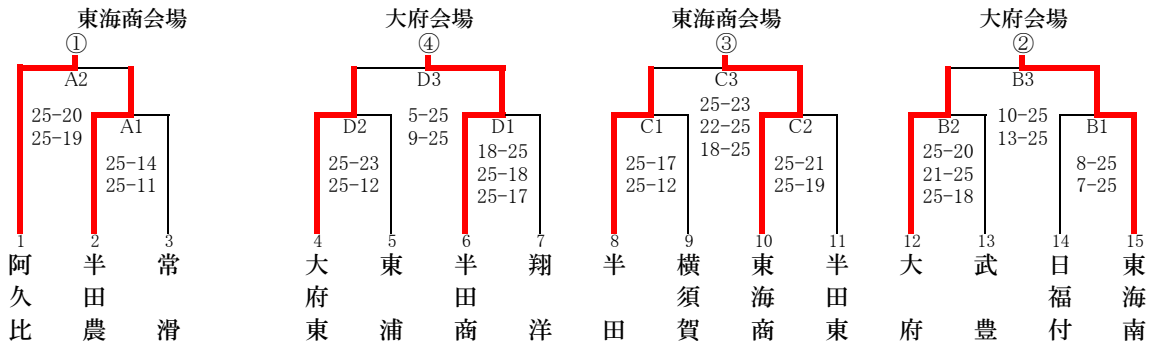 東海商会場 大府会場 東海商会場 大府会場
① ④ ③ ②
A2 D3 C3 B3
25-20 5-25 25-23 10-25
25-19 9-25 22-25 13-25
18-25
A1 D2 D1 C1 C2 B2 B1
25-14 25-23 18-25 25-17 25-21 25-20 8-25
25-11 25-12 25-18 25-12 25-19 21-25 7-25
25-17 25-18
1 2 3 4 5 6 7 8 9 10 11 12 13 14 15
阿久比 半田農 常滑 大府東 東浦 半田商 翔洋 半田 横須賀 東海商 半田東 大府 武豊 日福付 東海南